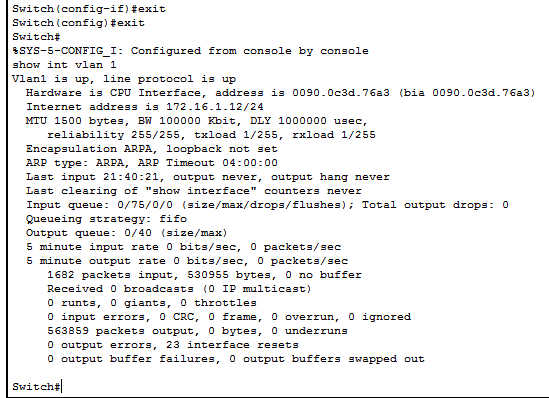 Switch(config-if)#exit
Switch(config)#exit
Switch#
%SYS-5-CONFIG_I: Configured from console by console
show int vlan 1
Vlan1 is up, line protocol is up
Hardware is CPU Interface, address is 0090.0c3d.76a3 (bia 0090.0c3d.76a3)
Internet address is 172.16.1.12/24
MTU 1500 bytes, BW 100000 Kbit, DLY 1000000 usec,
reliability 255/255, txload 1/255, rxload 1/255
Encapsulation ARPA, loopback not set
ARP type: ARPA, ARP Timeout 04:00:00
Last input 21:40:21, output never, output hang never
Last clearing of "show interface" counters never
Input queue: 0/75/0/0 (size/max/drops/flushes); Total output drops: 0
Queueing strategy: fifo
Output queue: 0/40 (size/max)
5 minute input rate 0 bits/sec, 0 packets/sec
5 minute output rate 0 bits/sec, 0 packets/sec
1682 packets input, 530955 bytes, 0 no buffer
Received 0 broadcasts (0 IP multicast)
0 runts, 0 giants, 0 throttles
0 input errors, 0 CRC, 0 frame, 0 overrun, 0 ignored
563859 packets output, 0 bytes, 0 underruns
0 output errors, 23 interface resets
0 output buffer failures, 0 output buffers swapped out
Switch#